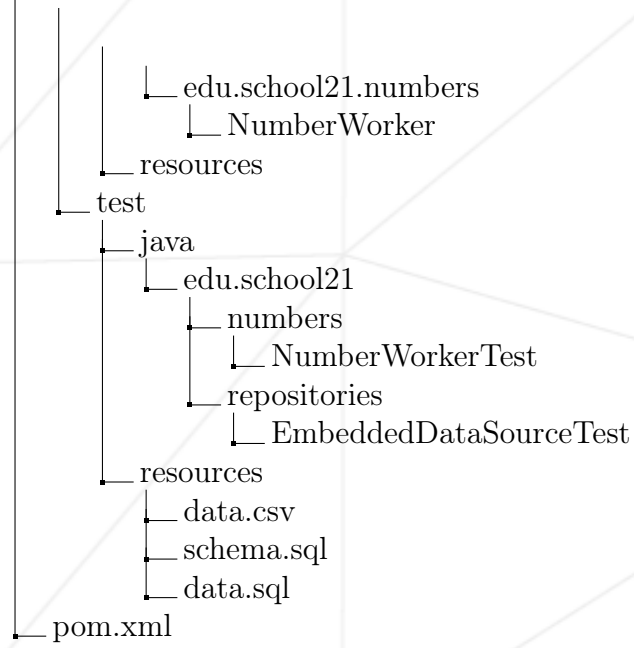 edu.school21.numbers
NumberWorker
resources
test
java
edu.school21
numbers
NumberWorkerTest
repositories
EmbeddedDataSourceTest
resources
data.csv
schema.sql
data.sql
pom.xml